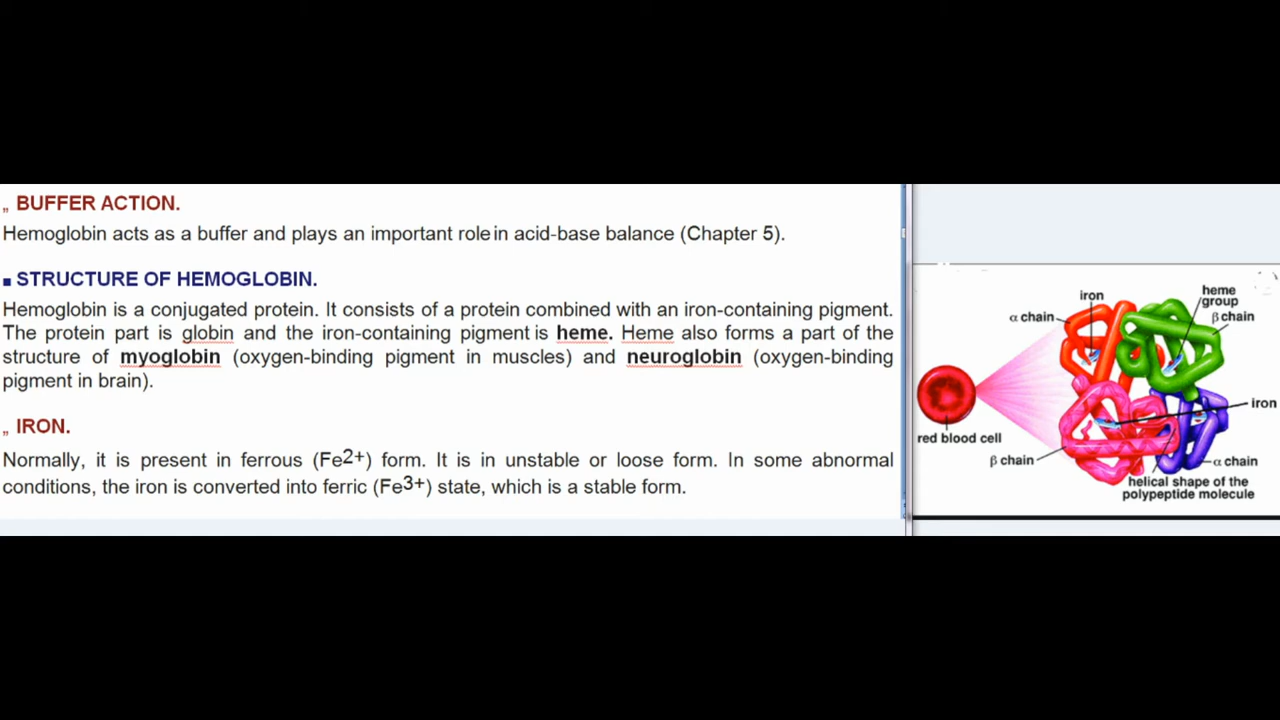 „ BUFFER ACTION.
Hemoglobin acts as a buffer and plays an important role in acid-base balance (Chapter 5).
■ STRUCTURE OF HEMOGLOBIN.
Hemoglobin is a conjugated protein. It consists of a protein combined with an iron-containing pigment.
The protein part is globin and the iron-containing pigment is heme. Heme also forms a part of the
structure of myoglobin (oxygen-binding pigment in muscles) and neuroglobin (oxygen-binding
pigment in brain).
„ IRON.
Normally, it is present in ferrous (Fe2+) form. It is in unstable or loose form. In some abnormal
conditions, the iron is converted into ferric (Fe3+) state, which is a stable form.
iron
heme
group
α chain
β chain
iron
red blood cell
β chain
α chain
helical shape of the
polypeptide molecule